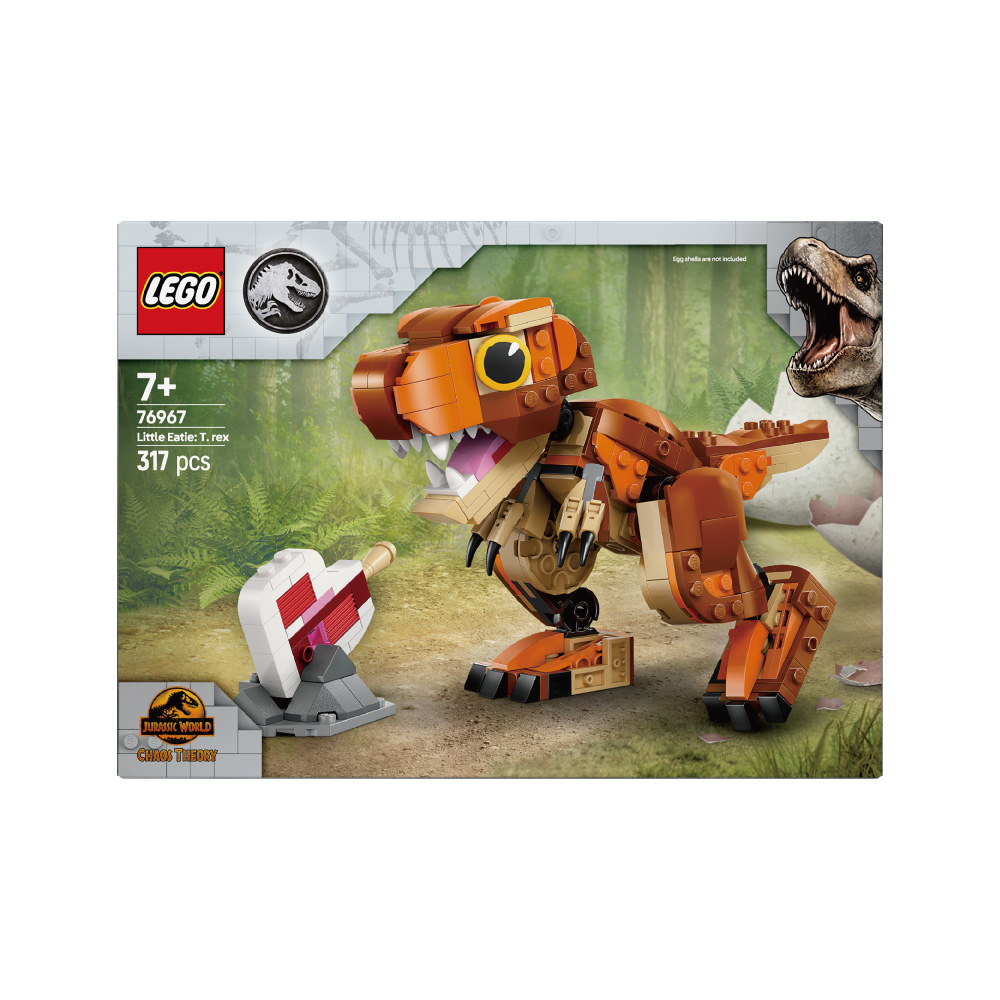 LEGO
Egg shells are not included
7+
76967
Little Eatie: T. rex
317 pcs
JURASSIC WORLD
CHAOS THEORY